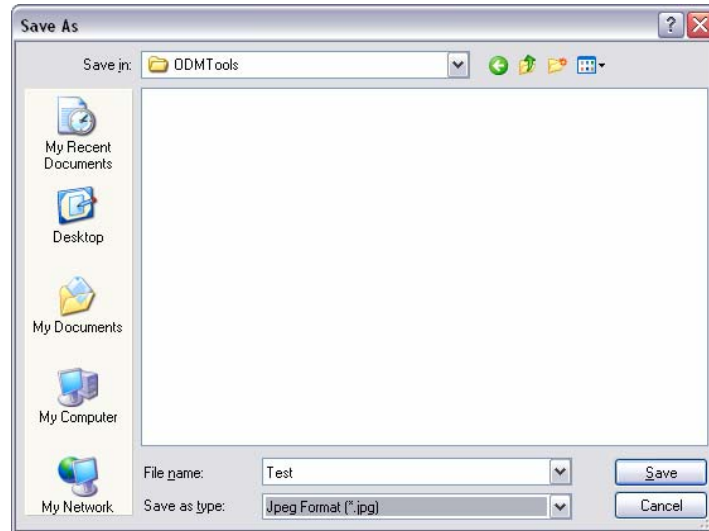 Save As
Save in:
ODMTools
My Recent
Documents
Desktop
My Documents
My Computer
My Network
File name:
Test
Save
Save as type:
Jpeg Format (*.jpg)
Cancel